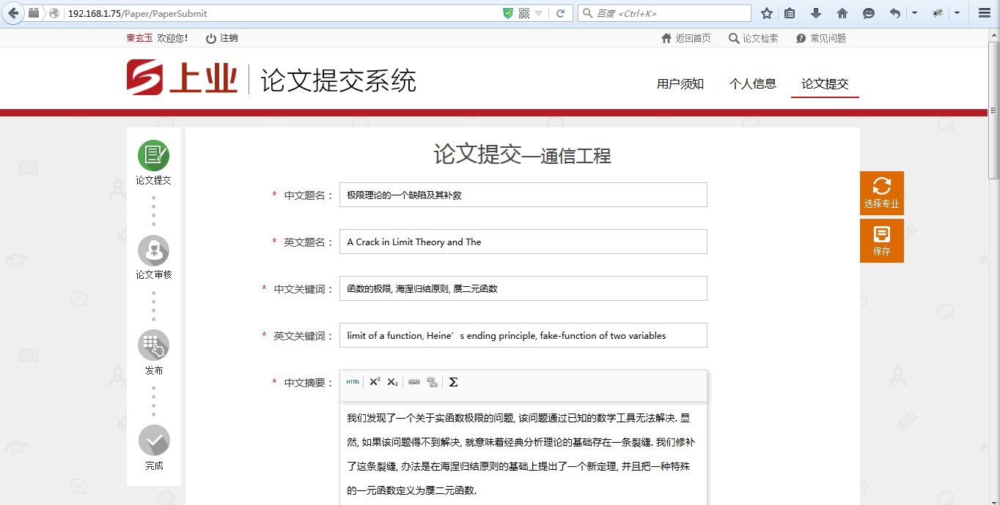 192.168.1.75/Paper/PaperSubmit
百度 <Ctrl+K>
秦玄玉 欢迎您! 注销
返回首页 论文检索 常见问题
上业 论文提交系统
用户须知 个人信息 论文提交
论文提交
论文审核
发布
完成
论文提交—通信工程
* 中文题名： 极限理论的一个缺陷及其补救
* 英文题名： A Crack in Limit Theory and The
* 中文关键词： 函数的极限, 海涅归结原则, 赝二元函数
* 英文关键词： limit of a function, Heine’s ending principle, fake-function of two variables
* 中文摘要： HTML X² X₂ Σ
我们发现了一个关于实函数极限的问题, 该问题通过已知的数学工具无法解决. 显
然, 如果该问题得不到解决, 就意味着经典分析理论的基础存在一条裂缝. 我们修补
了这条裂缝, 办法是在海涅归结原则的基础上提出了一个新定理, 并且把一种特殊
的一元函数定义为赝二元函数.
选择专业
保存